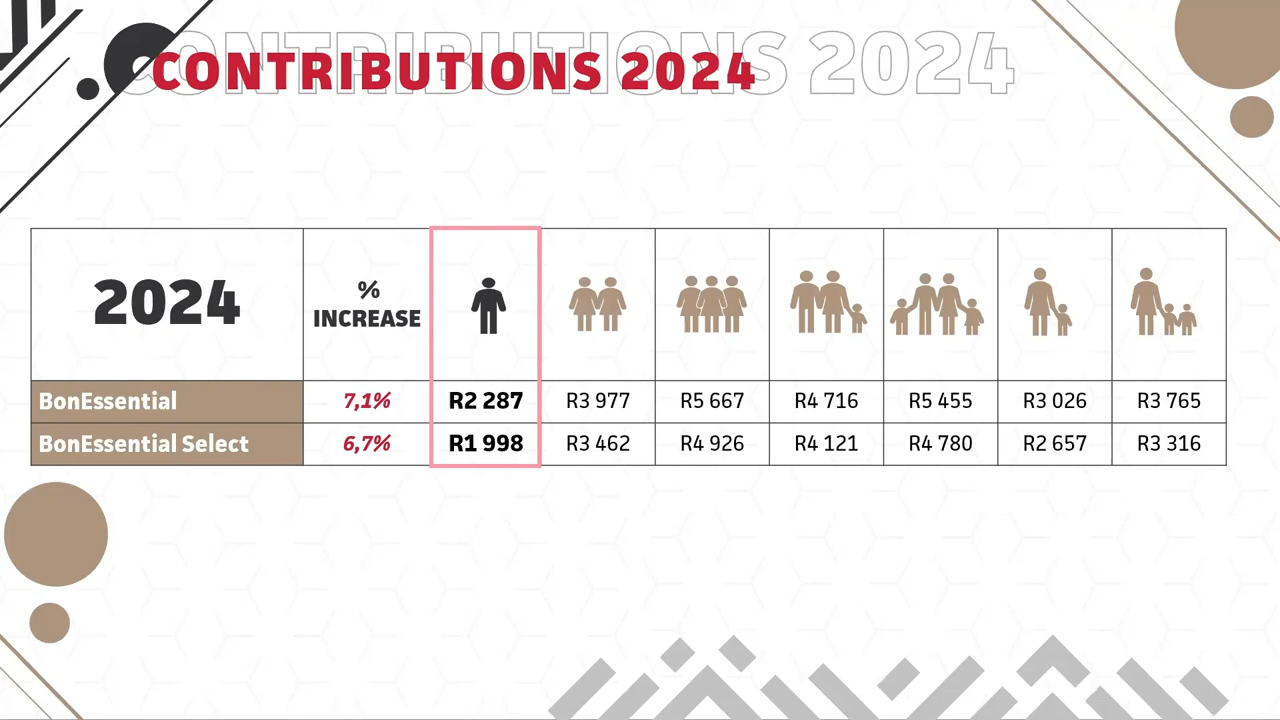 CONTRIBUTIONS 2024
CONTRIBUTIONS 2024
2024
%
INCREASE
BonEssential 7,1% R2 287 R3 977 R5 667 R4 716 R5 455 R3 026 R3 765
BonEssential Select 6,7% R1 998 R3 462 R4 926 R4 121 R4 780 R2 657 R3 316